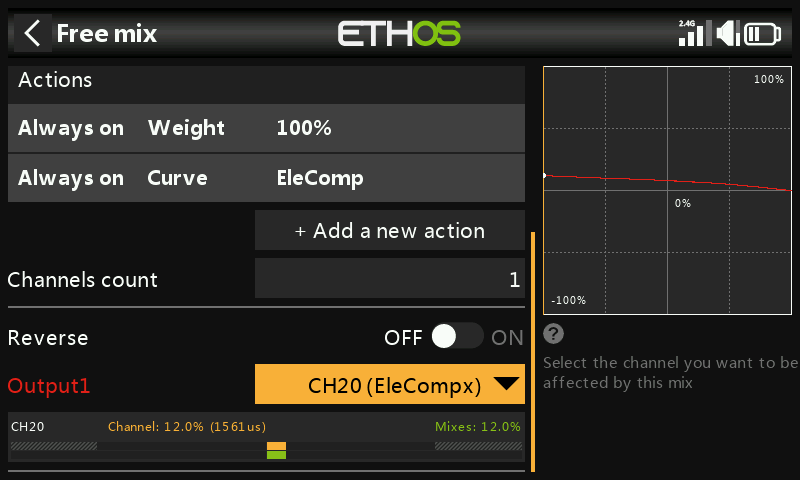 Free mix
ETHOS
2.4G
Actions
Always on Weight 100%
Always on Curve EleComp
+ Add a new action
Channels count 1
Reverse OFF ON
Output1 CH20 (EleCompx)
CH20 Channel: 12.0% (1561us) Mixes: 12.0%
100%
0%
-100%
?
Select the channel you want to be
affected by this mix